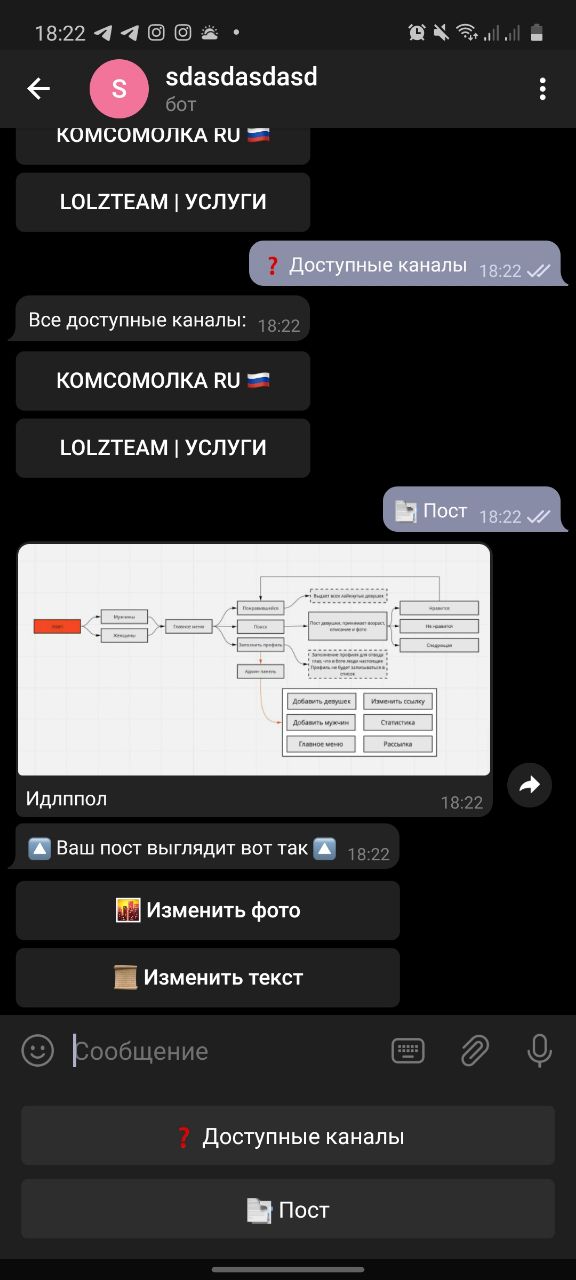 18:22
S
sdasdasdasd
бот
КОМСОМОЛКА RU 🇷🇺
LOLZTEAM | УСЛУГИ
❓ Доступные каналы 18:22
Все доступные каналы: 18:22
КОМСОМОЛКА RU 🇷🇺
LOLZTEAM | УСЛУГИ
Пост 18:22
Мужчины
Женщины
Главное меню
Понравившейся
Поиск
Заполнить профиль
Админ панель
Выдает всех лайкнутых девушек
Пост девушки, принимает возраст,
описание и фото
Заполнение профиля для отвода
глаз, что в боте люди настоящие
Профиль не будет записываться в
список
Нравится
Не нравится
Следующая
Добавить девушек
Изменить ссылку
Добавить мужчин
Статистика
Главное меню
Рассылка
Идлппол
18:22
🔼 Ваш пост выглядит вот так 🔼 18:22
🌇 Изменить фото
📜 Изменить текст
Сообщение
❓ Доступные каналы
Пост